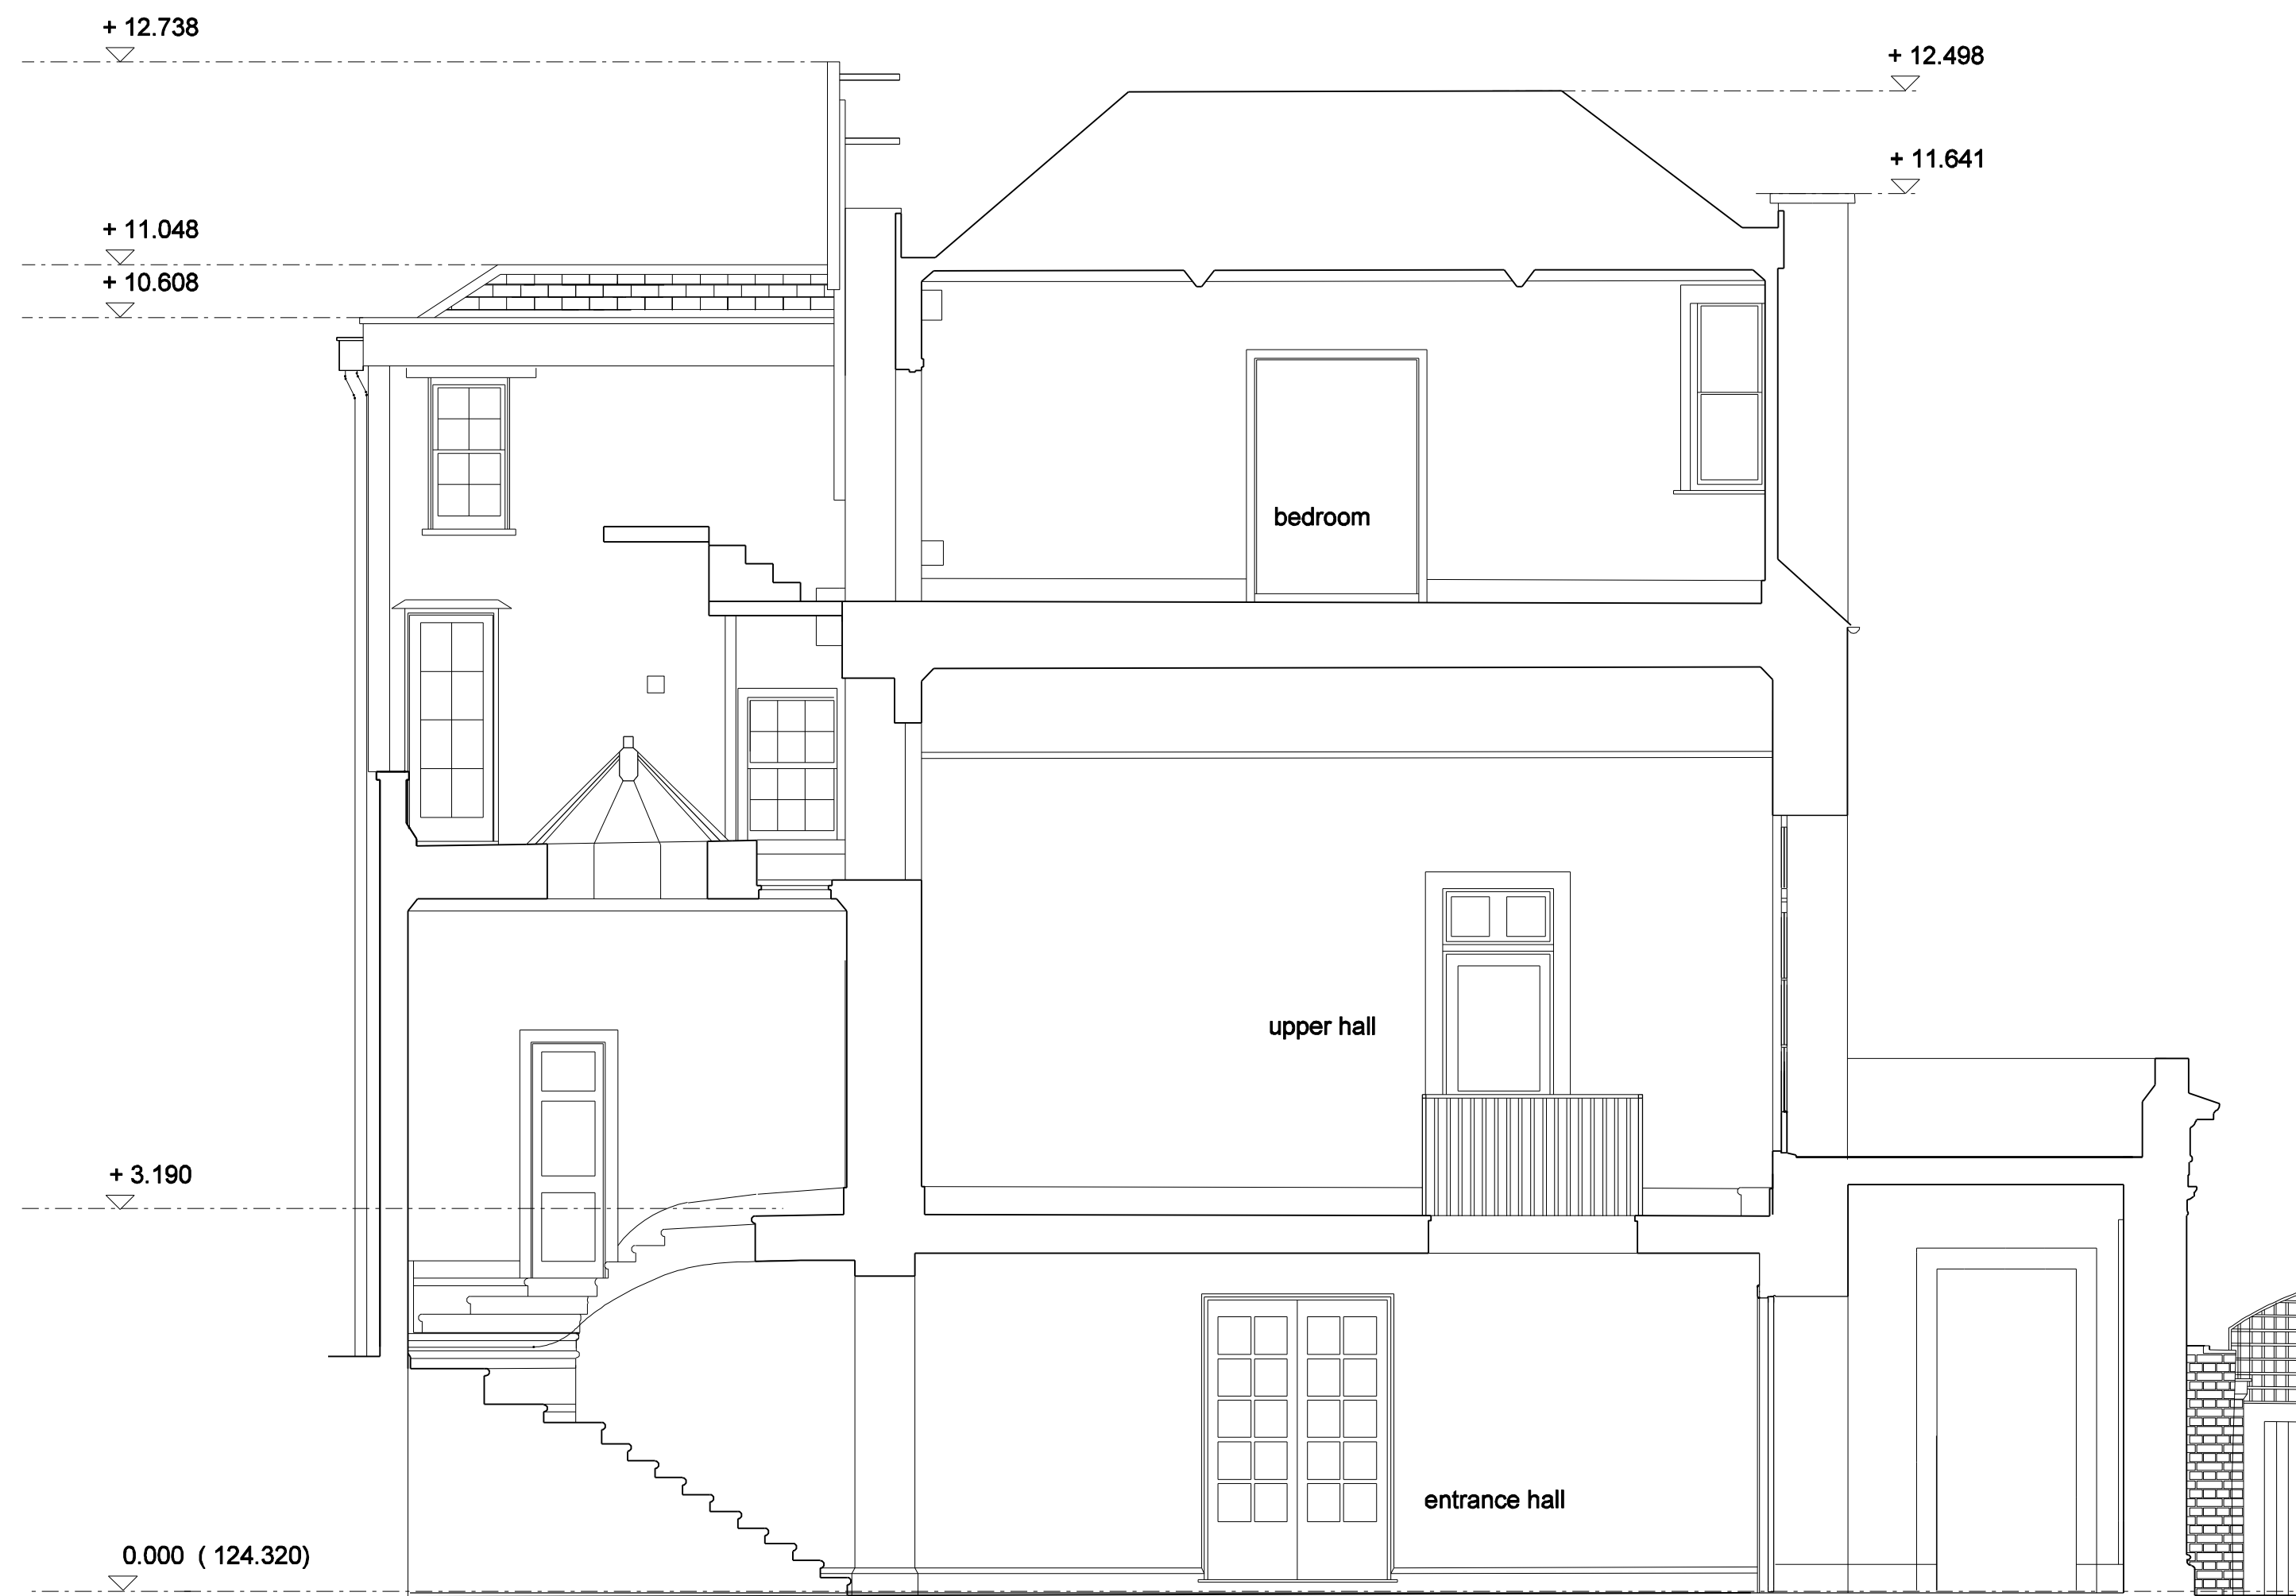 + 12.738
+ 12.498
+ 11.641
+ 11.048
+ 10.608
bedroom
upper hall
+ 3.190
entrance hall
0.000 ( 124.320)